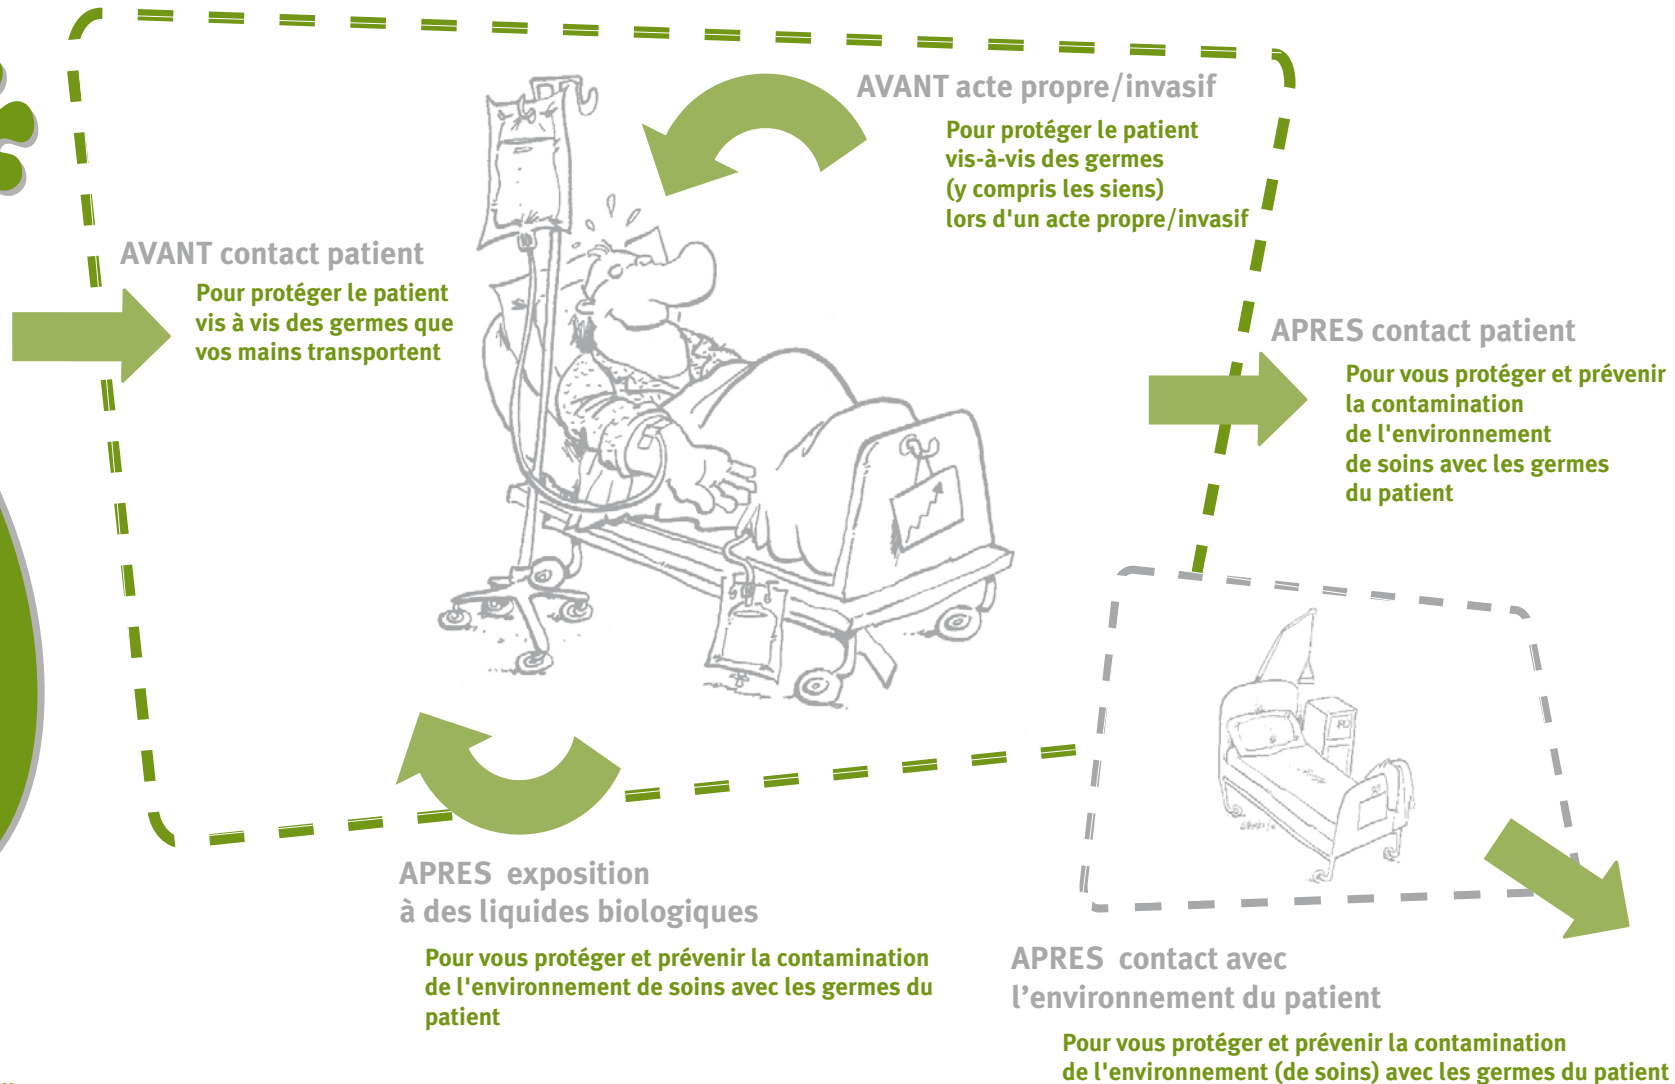 AVANT acte propre/invasif
Pour protéger le patient
vis-à-vis des germes
(y compris les siens)
lors d'un acte propre/invasif
AVANT contact patient
Pour protéger le patient
vis à vis des germes que
vos mains transportent
APRES contact patient
Pour vous protéger et prévenir
la contamination
de l'environnement
de soins avec les germes
du patient
APRES exposition
à des liquides biologiques
Pour vous protéger et prévenir la contamination
de l'environnement de soins avec les germes du
patient
APRES contact avec
l’environnement du patient
Pour vous protéger et prévenir la contamination
de l'environnement (de soins) avec les germes du patient